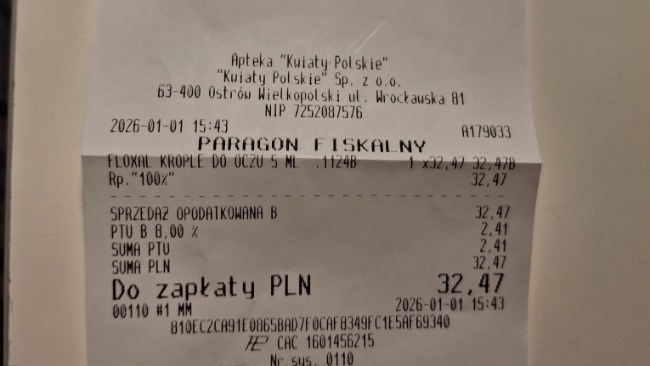 Apteka "Kwiaty Polskie"
"Kwiaty Polskie" Sp. z o.o.
63-400 Ostrów Wielkopolski ul. Wrocławska 81
NIP 7252087576
2026-01-01 15:43 A179033
PARAGON FISKALNY
FLOXAL KROPLE DO OCZU 5 ML .1124B 1 x32,47 32,47B
Rp."100%" 32,47
SPRZEDAŻ OPODATKOWANA B 32,47
PTU B 8,00 % 2,41
SUMA PTU 2,41
SUMA PLN 32,47
Do zapłaty PLN 32,47
00110 #1 MM 2026-01-01 15:43
810EC2CA91E0865BAD7F0CAF8349FC1E5AF69340
CAC 1601456215
Nr sys. 0110